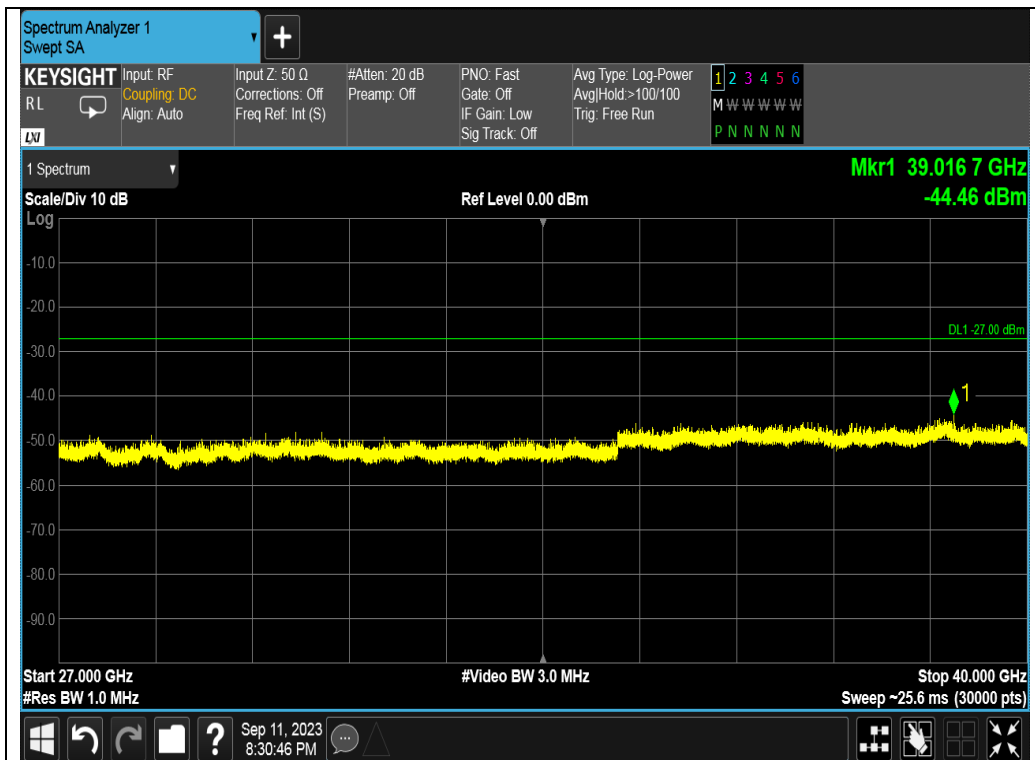 Spectrum Analyzer 1
Swept SA
+
KEYSIGHT
RL
LXI
Input: RF
Coupling: DC
Align: Auto
Input Z: 50 Ω
Corrections: Off
Freq Ref: Int (S)
#Atten: 20 dB
Preamp: Off
PNO: Fast
Gate: Off
IF Gain: Low
Sig Track: Off
Avg Type: Log-Power
Avg|Hold:>100/100
Trig: Free Run
1 2 3 4 5 6
M W W W W W
P N N N N N
1 Spectrum
Mkr1 39.016 7 GHz
-44.46 dBm
Scale/Div 10 dB
Ref Level 0.00 dBm
Log
-10.0
-20.0
DL1 -27.00 dBm
-30.0
-40.0
1
-50.0
-60.0
-70.0
-80.0
-90.0
Start 27.000 GHz
#Video BW 3.0 MHz
Stop 40.000 GHz
#Res BW 1.0 MHz
Sweep ~25.6 ms (30000 pts)
?
Sep 11, 2023
8:30:46 PM